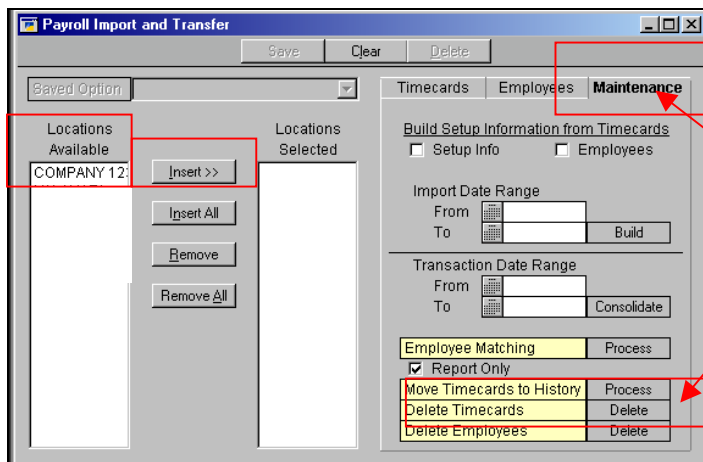 Payroll Import and Transfer
Save Clear Delete
Saved Option
Locations Available
Locations Selected
COMPANY 12
Insert >>
Insert All
Remove
Remove All
Timecards Employees Maintenance
Build Setup Information from Timecards
Setup Info Employees
Import Date Range
From
To Build
Transaction Date Range
From
To Consolidate
Employee Matching Process
Report Only
Move Timecards to History Process
Delete Timecards Delete
Delete Employees Delete